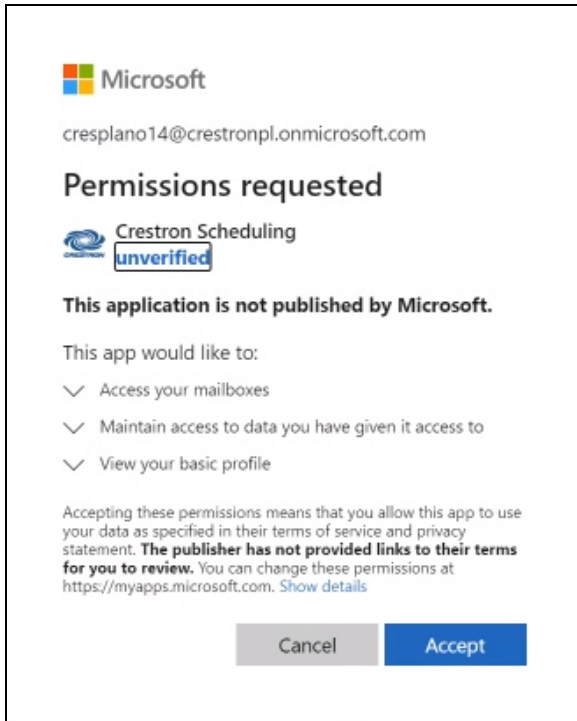 Microsoft
cresplano14@crestronpl.onmicrosoft.com
Permissions requested
Crestron Scheduling
CRESTRON
unverified
This application is not published by Microsoft.
This app would like to:
Access your mailboxes
Maintain access to data you have given it access to
View your basic profile
Accepting these permissions means that you allow this app to use
your data as specified in their terms of service and privacy
statement. The publisher has not provided links to their terms
for you to review. You can change these permissions at
https://myapps.microsoft.com. Show details
Cancel Accept